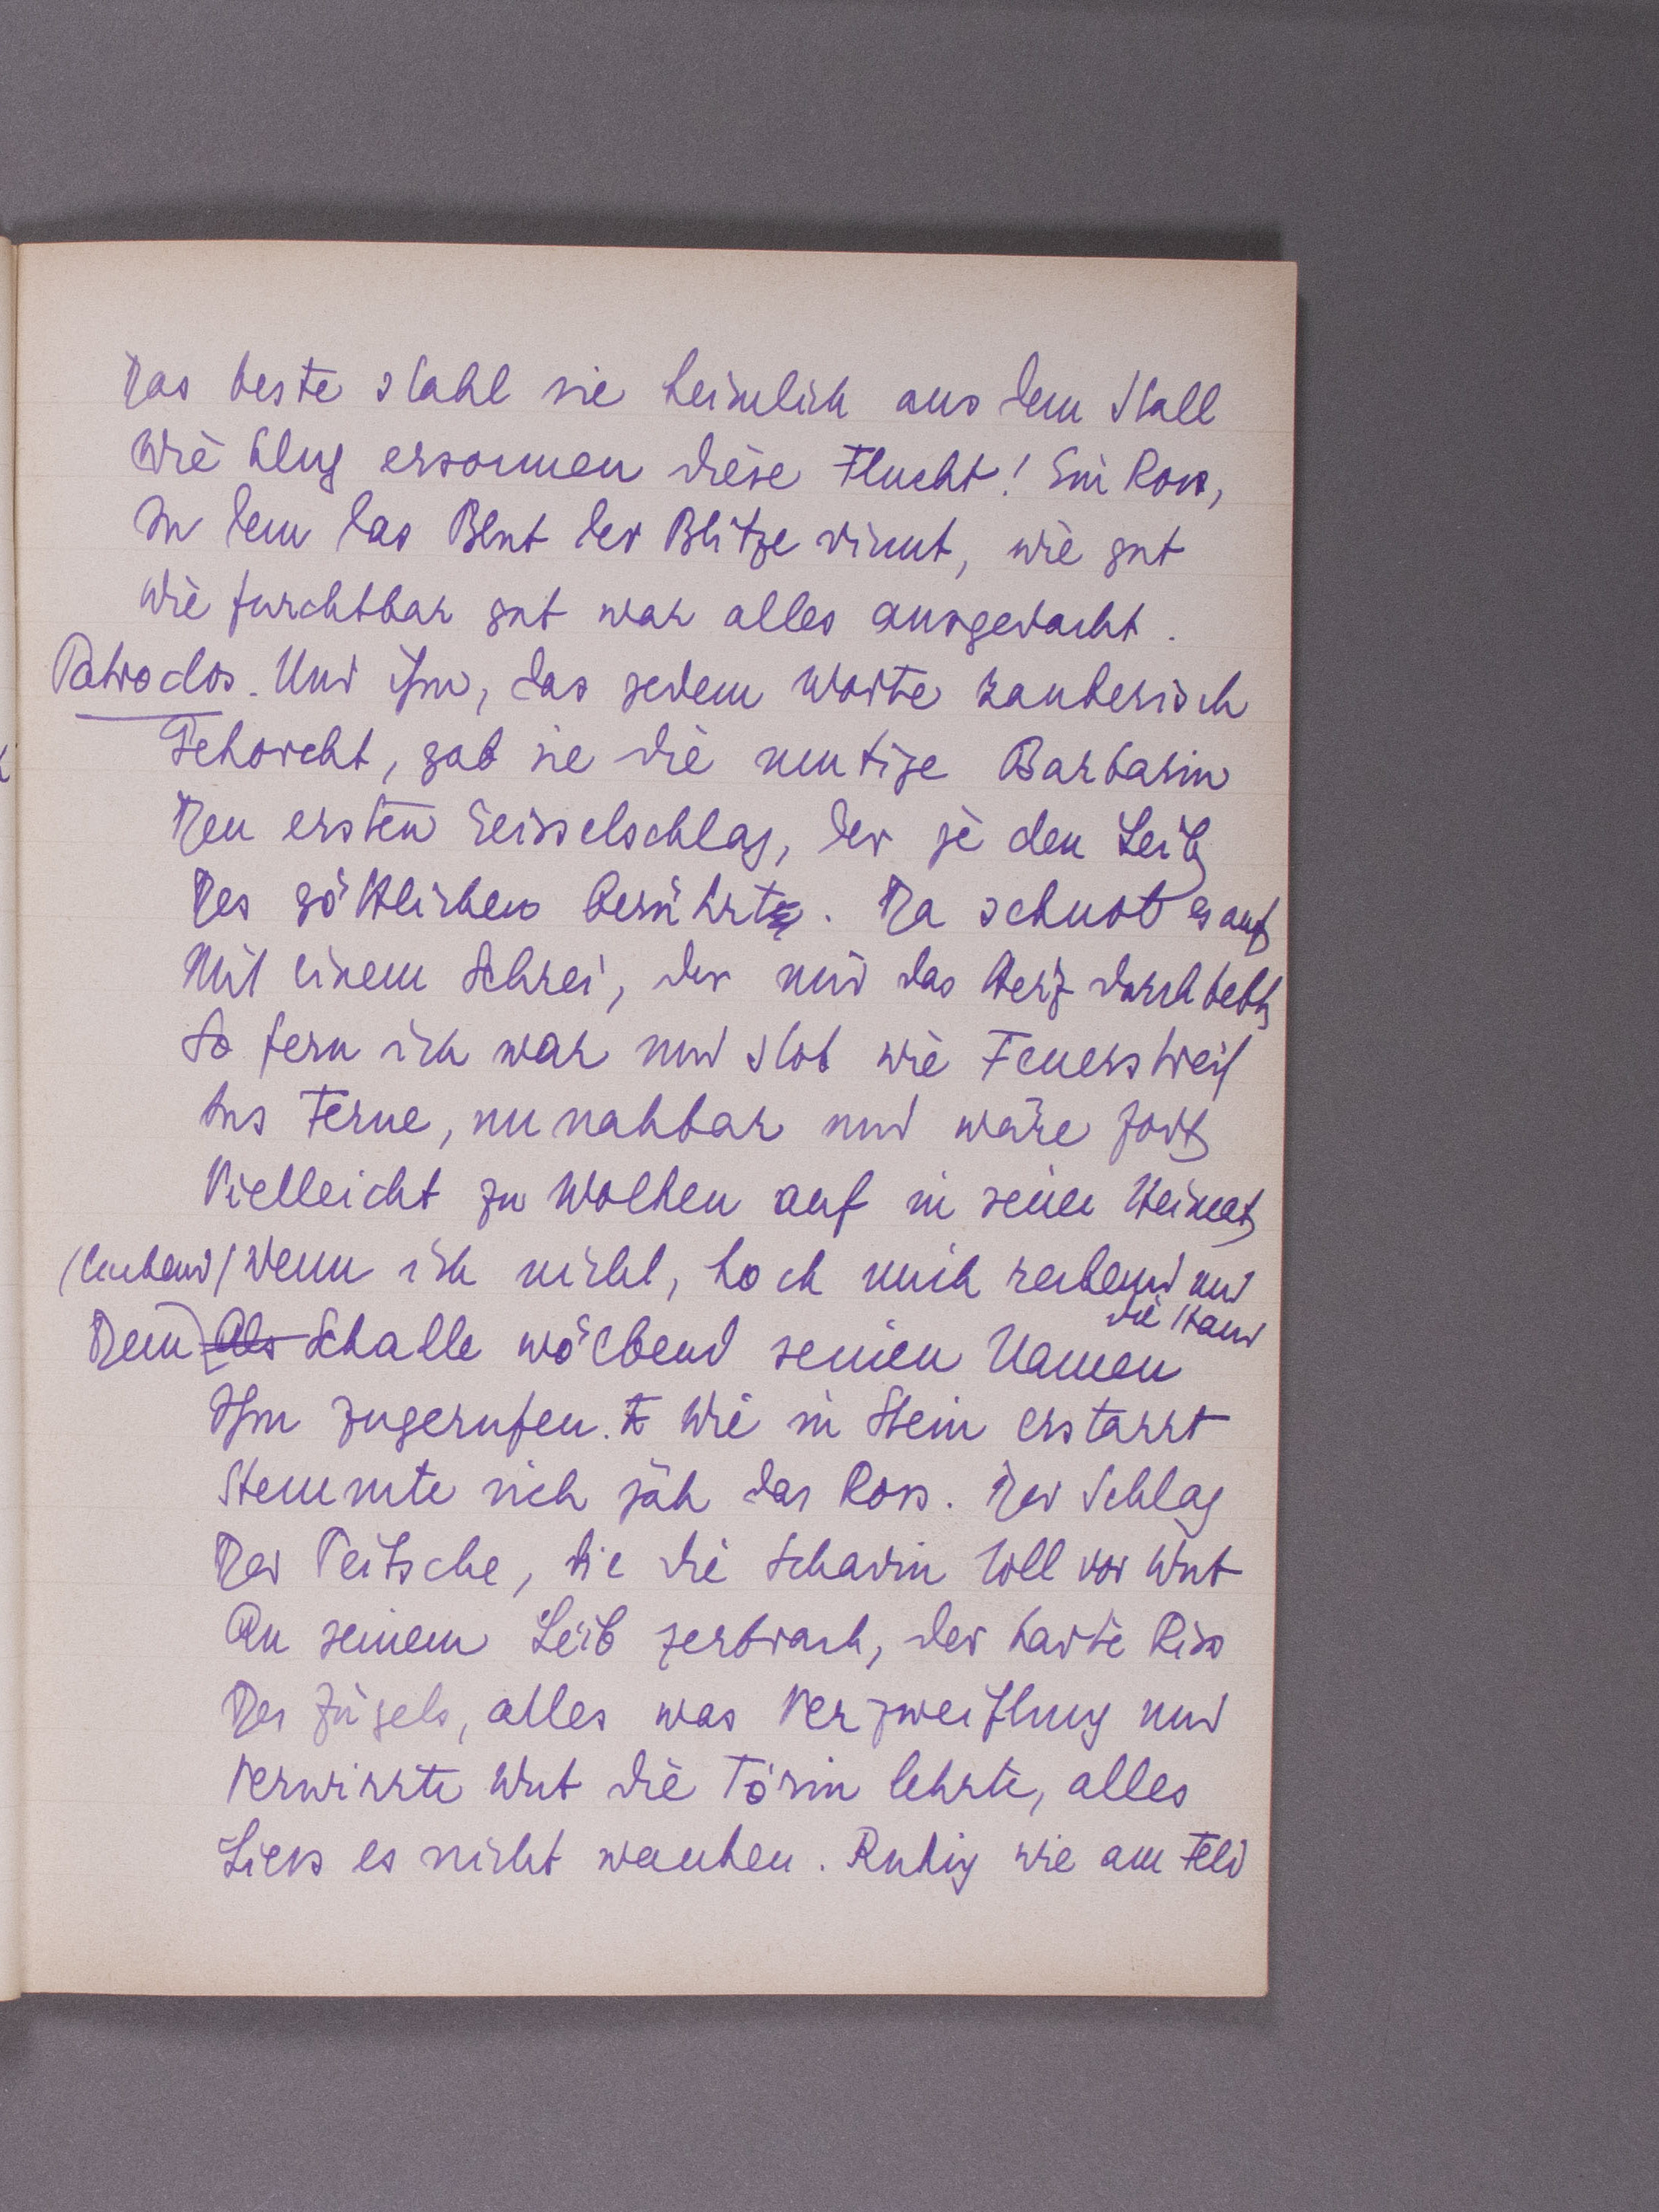 Das beste stahl sie heimlich aus dem Stall
Wie klug ersonnen diese Flucht! Ein Ross,
In dem das Blut der Blitze rinnt, wie gut
Wie furchtbar gut war alles ausgedacht.
Patroclos. Und ihm, das jedem Worte zauberisch
Gehorcht, gab sie die mutige Barbarin
Den ersten Geisselschlag, der je den Leib
Des göttlichen berührt. Da schnob es auf
Mit einem Schrei, der mir das Herz durchbebt
So fern ich war und stob wie Feuerstreif
Ins Ferne, unnahbar und wäre fort
Vielleicht zu Wolken auf in seine Heimat
Wenn ich nicht, hoch mich reckend und
die Hand
Dem Als Schalle wölbend seinen Namen
Ihm zugerufen. Wie in Stein erstarrt
Stemmte sich jäh das Ross. Der Schlag
Der Peitsche, die die Sclavin toll vor Wut
An seinem Leib zerbrach, der harte Riss
Des Zügels, alles was Verzweiflung und
Verwirrte Wut die Törin lehrte, alles
Liess es nicht wanken. Ruhig wie am Feld